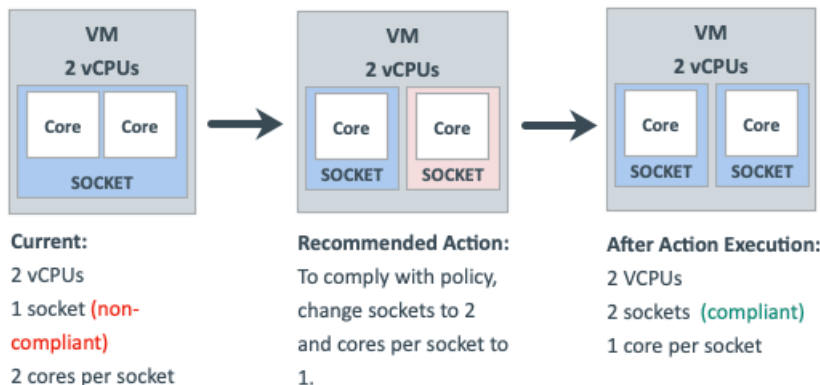 VM
2 vCPUs
Core Core
SOCKET
Current:
2 vCPUs
1 socket (non-
compliant)
2 cores per socket
VM
2 vCPUs
Core Core
SOCKET SOCKET
Recommended Action:
To comply with policy,
change sockets to 2
and cores per socket to
1.
VM
2 vCPUs
Core Core
SOCKET SOCKET
After Action Execution:
2 VCPUs
2 sockets (compliant)
1 core per socket